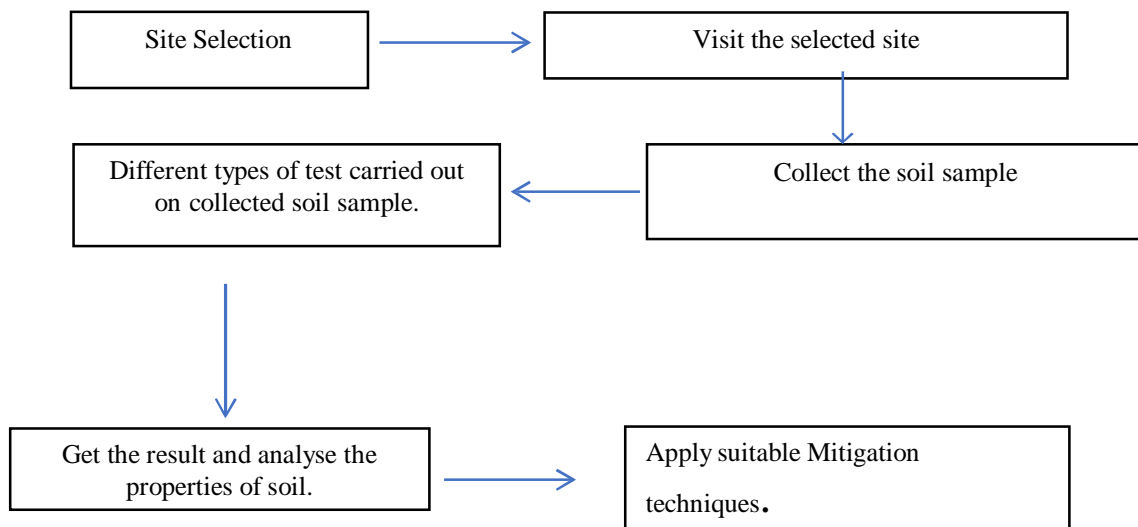 Site Selection
Visit the selected site
Collect the soil sample
Different types of test carried out
on collected soil sample.
Get the result and analyse the
properties of soil.
Apply suitable Mitigation
techniques.